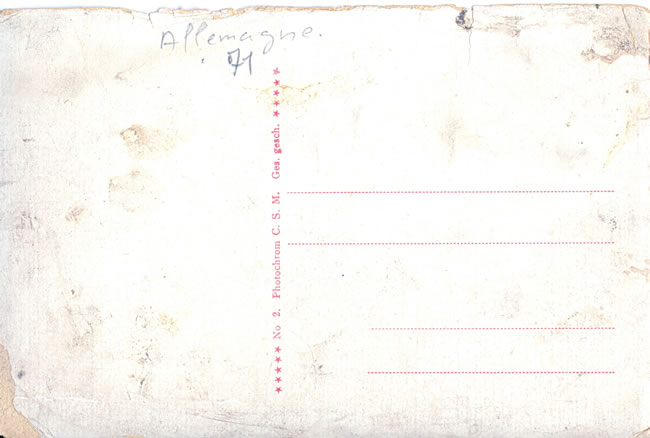 Allemagne.
71
★★★★★ No 2. Photochrom C. S. M. Ges. gesch. ★★★★★